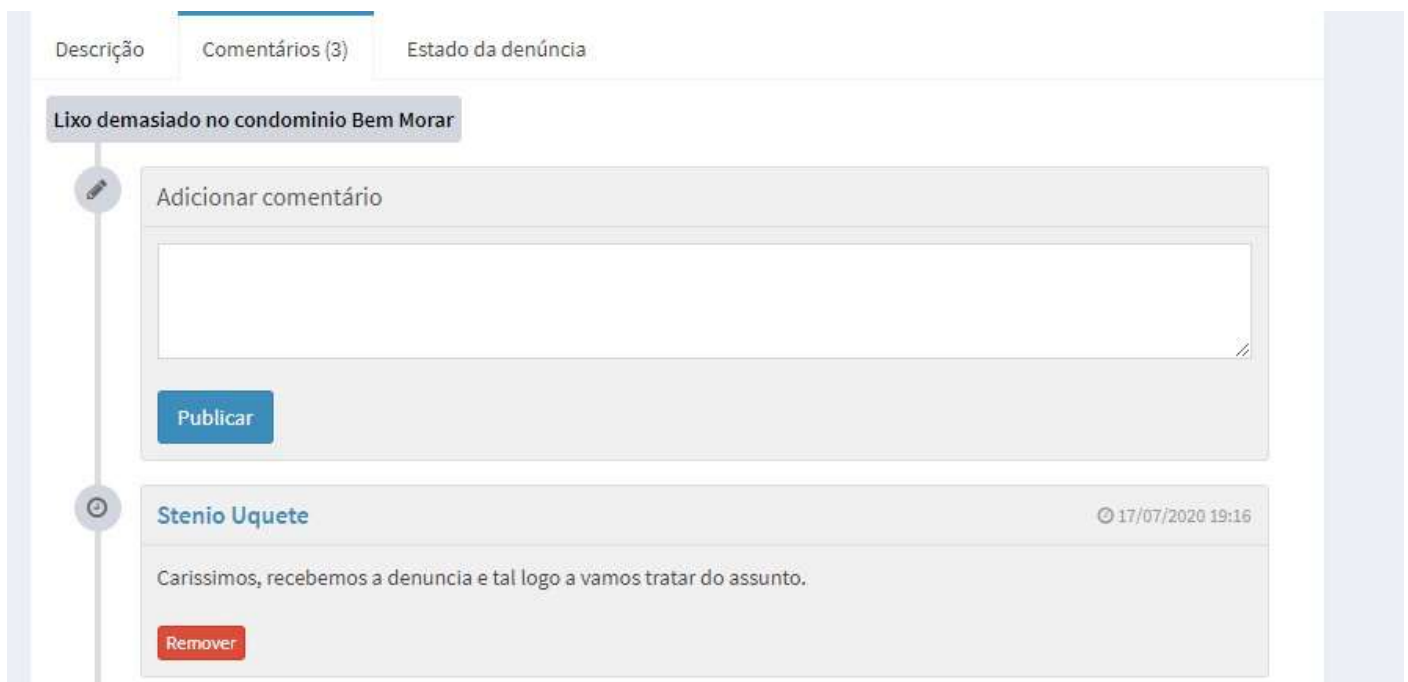 Descrição Comentários (3) Estado da denúncia
Lixo demasiado no condominio Bem Morar
Adicionar comentário
Publicar
Stenio Uquete 17/07/2020 19:16
Carissimos, recebemos a denuncia e tal logo a vamos tratar do assunto.
Remover